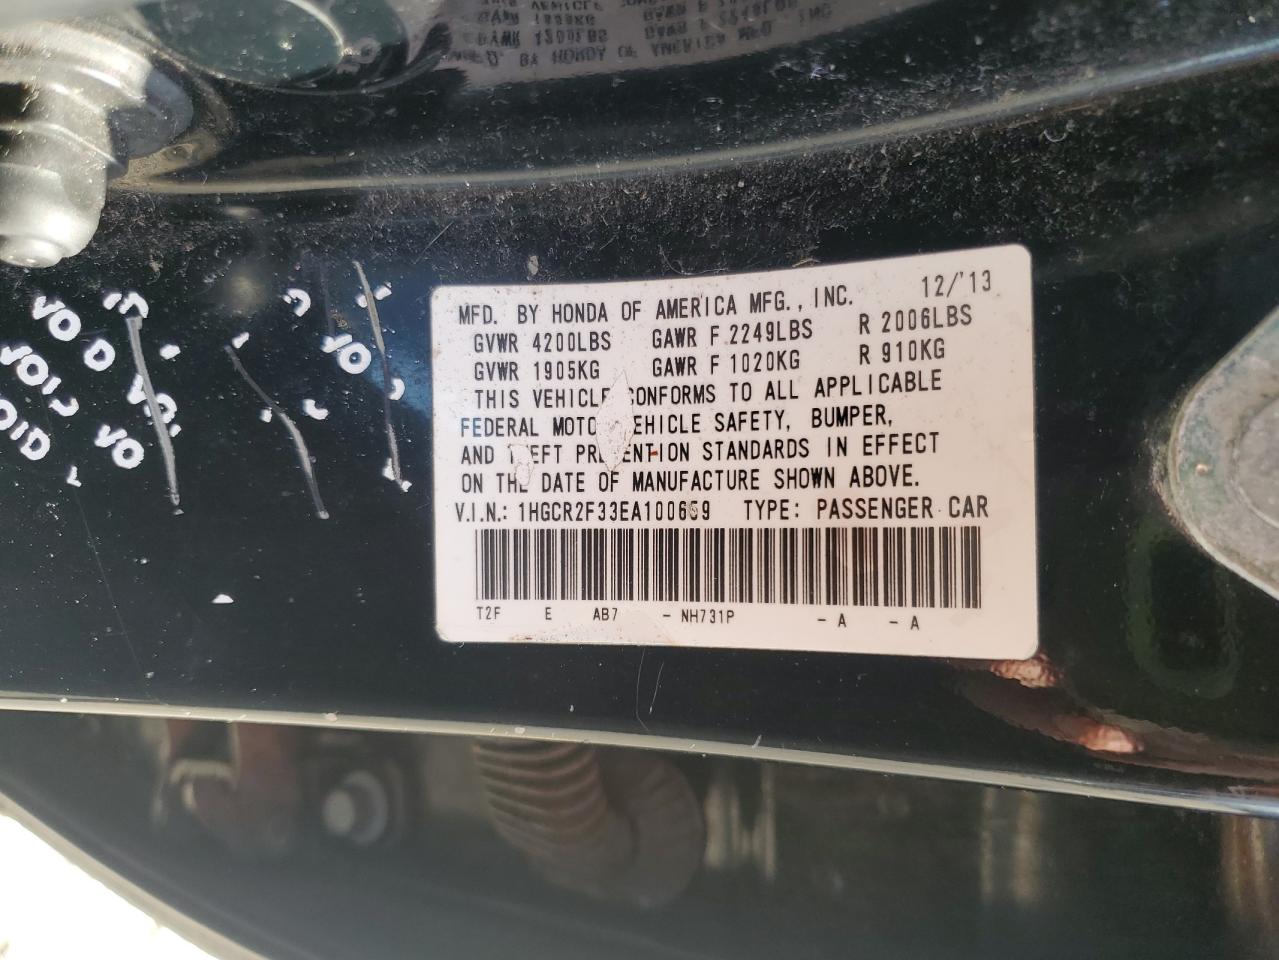 MFD. BY HONDA OF AMERICA MFG., INC. 12/'13
GVWR 4200LBS GAWR F 2249LBS R 2006LBS
GVWR 1905KG GAWR F 1020KG R 910KG
THIS VEHICLE CONFORMS TO ALL APPLICABLE
FEDERAL MOTOR VEHICLE SAFETY, BUMPER,
AND THEFT PREVENTION STANDARDS IN EFFECT
ON THE DATE OF MANUFACTURE SHOWN ABOVE.
V.I.N.: 1HGCR2F33EA100659 TYPE: PASSENGER CAR
T2F E AB7 - NH731P - A - A